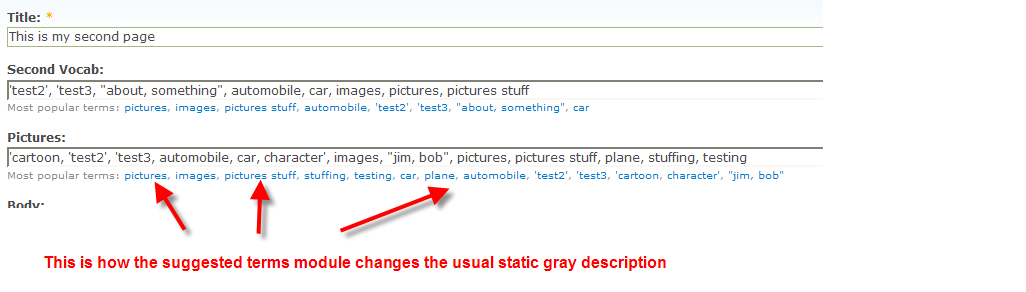 Title: *
This is my second page
Second Vocab:
'test2', 'test3, "about, something", automobile, car, images, pictures, pictures stuff
Most popular terms: pictures, images, pictures stuff, automobile, 'test2', 'test3, "about, something", car
Pictures:
'cartoon, 'test2', 'test3, automobile, car, character', images, "jim, bob", pictures, pictures stuff, plane, stuffing, testing
Most popular terms: pictures, images, pictures stuff, stuffing, testing, car, plane, automobile, 'test2', 'test3, 'cartoon, character', "jim, bob"
Body:
This is how the suggested terms module changes the usual static gray description